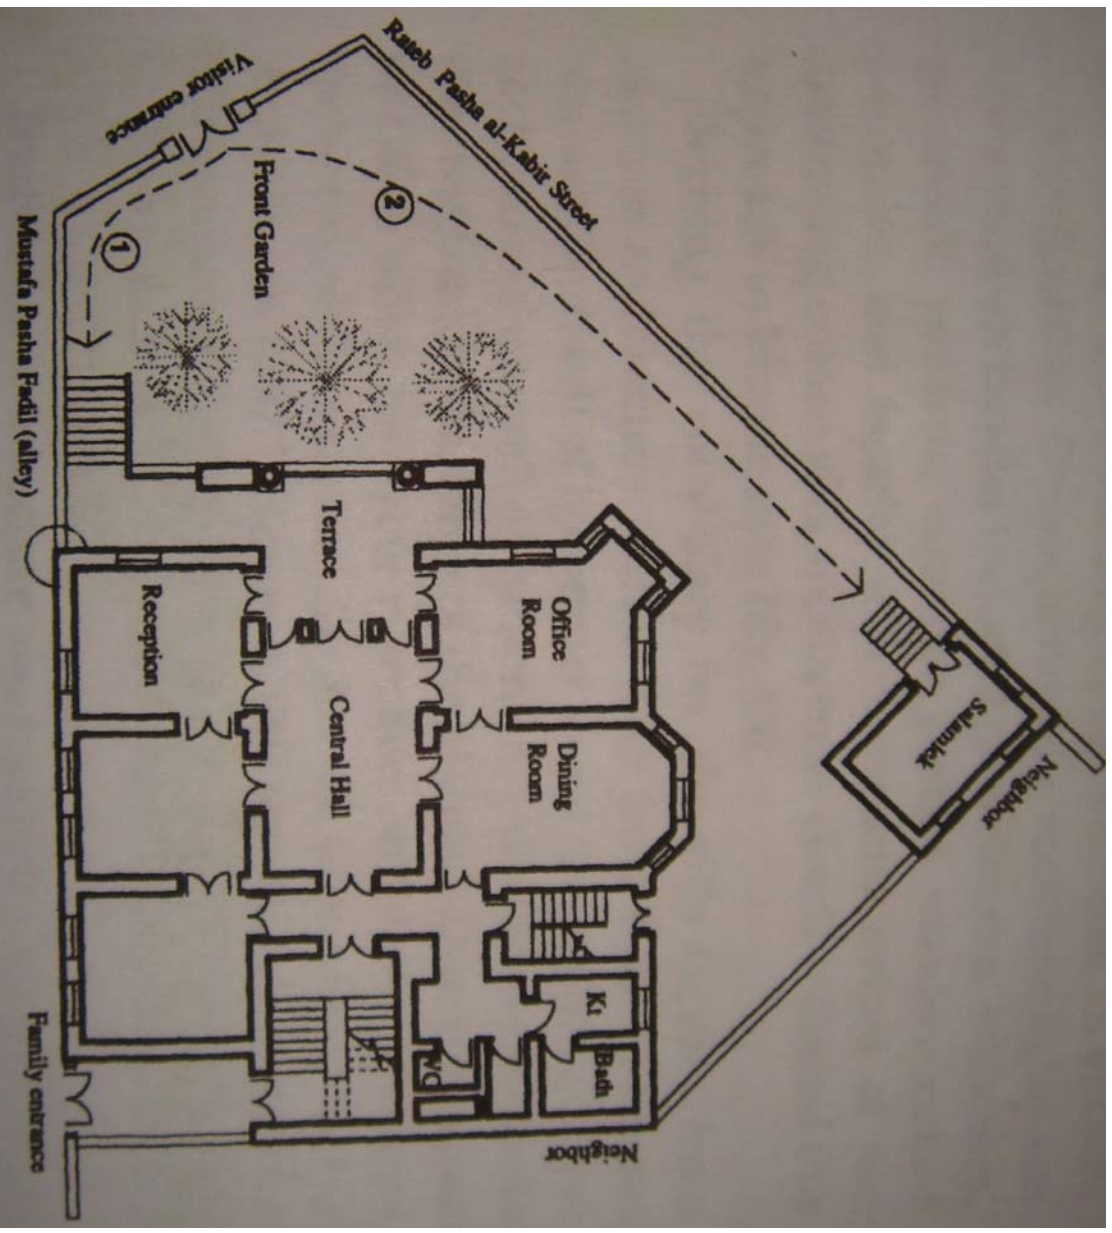 Rateb Pasha al-Kabir Street
Visitor entrance
Front Garden
2
1
Mustafa Pasha Fadil (alley)
Terrace
Reception
Office
Room
Central Hall
Dining
Room
Salamlek
Neighbor
Kt
Bath
WC
Family entrance
Neighbor